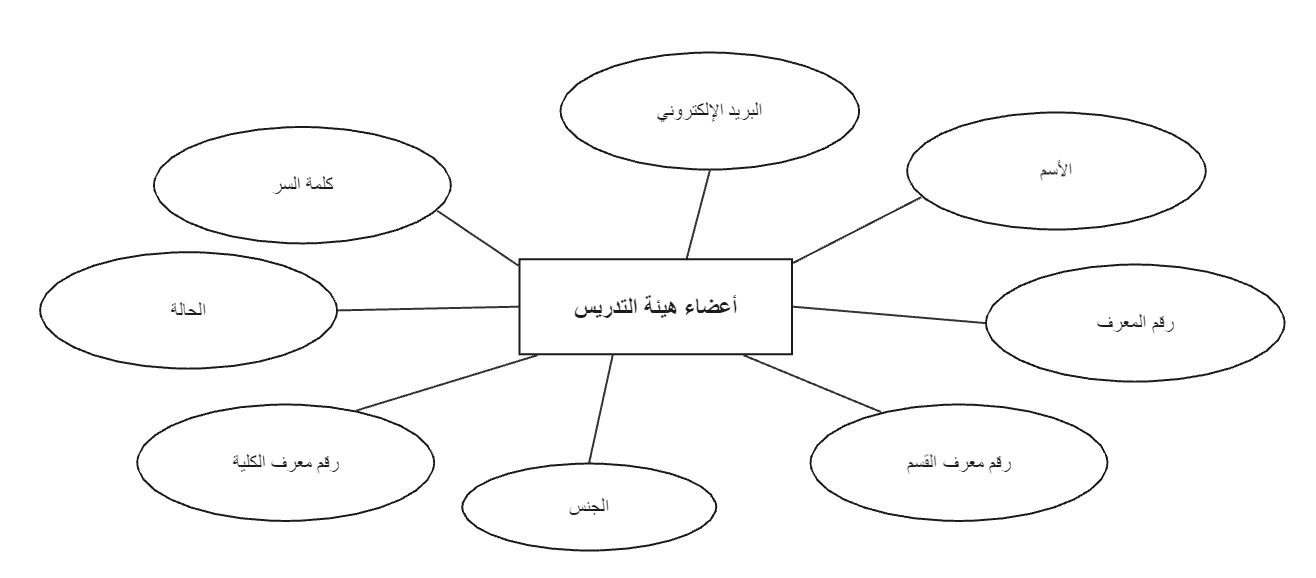 البريد الإلكتروني
الأسم
كلمة السر
الحالة
أعضاء هيئة التدريس
رقم المعرف
رقم معرف القسم
رقم معرف الكلية
الجنس